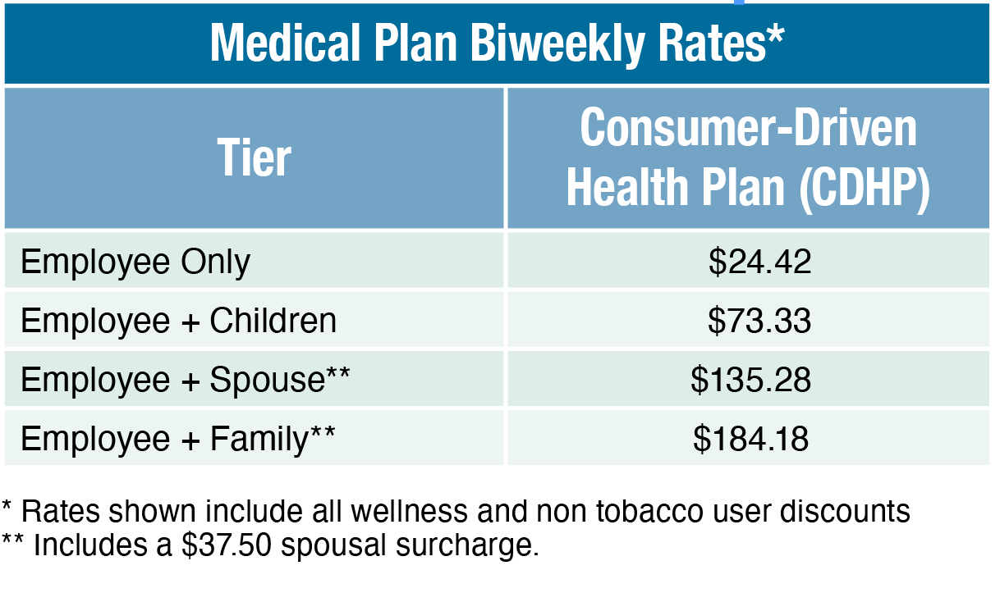 Medical Plan Biweekly Rates*
Tier
Consumer-Driven
Health Plan (CDHP)
Employee Only $24.42
Employee + Children $73.33
Employee + Spouse** $135.28
Employee + Family** $184.18
* Rates shown include all wellness and non tobacco user discounts
** Includes a $37.50 spousal surcharge.